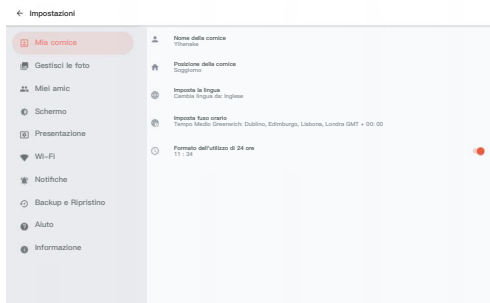 Impostazioni
Mia cornice
Gestisci le foto
Miei amic
Schermo
Presentazione
Wi-Fi
Notifiche
Backup e Ripristino
Aiuto
Informazione
Nome della cornice
Yihenake
Posizione della cornice
Soggiorno
Imposta la lingua
Cambia lingua da: Inglese
Imposta fuso orario
Tempo Medio Greenwich: Dublino, Edimburgo, Lisbona, Londra GMT + 00: 00
Formato dell'utilizzo di 24 ore
11 : 34